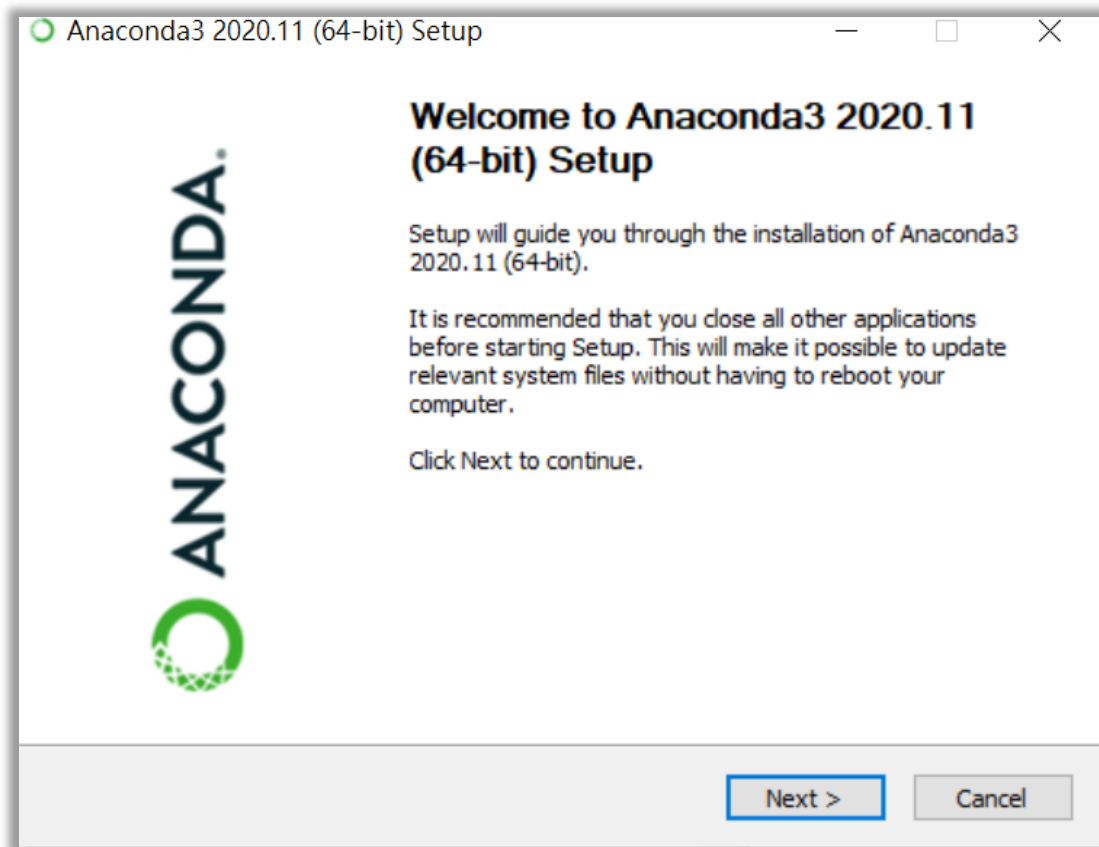 Anaconda3 2020.11 (64-bit) Setup
Welcome to Anaconda3 2020.11
(64-bit) Setup
ANACONDA.
Setup will guide you through the installation of Anaconda3
2020.11 (64-bit).
It is recommended that you close all other applications
before starting Setup. This will make it possible to update
relevant system files without having to reboot your
computer.
Click Next to continue.
Next >
Cancel